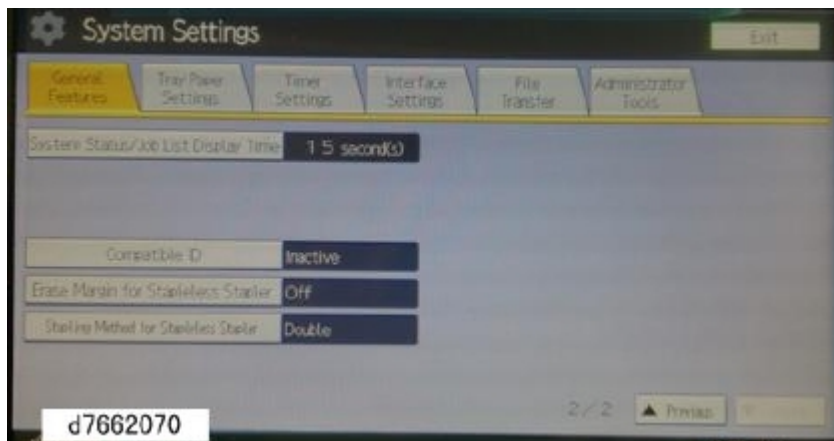 System Settings
Exit
General Features
Tray Paper Settings
Timer Settings
Interface Settings
File Transfer
Administrator Tools
System Status/Job List Display Time
15 second(s)
Compatible ID
Inactive
Erase Margin for Stapleless Stapler
Off
Stapling Method for Stapleless Stapler
Double
2/2
▲ Previous
d7662070